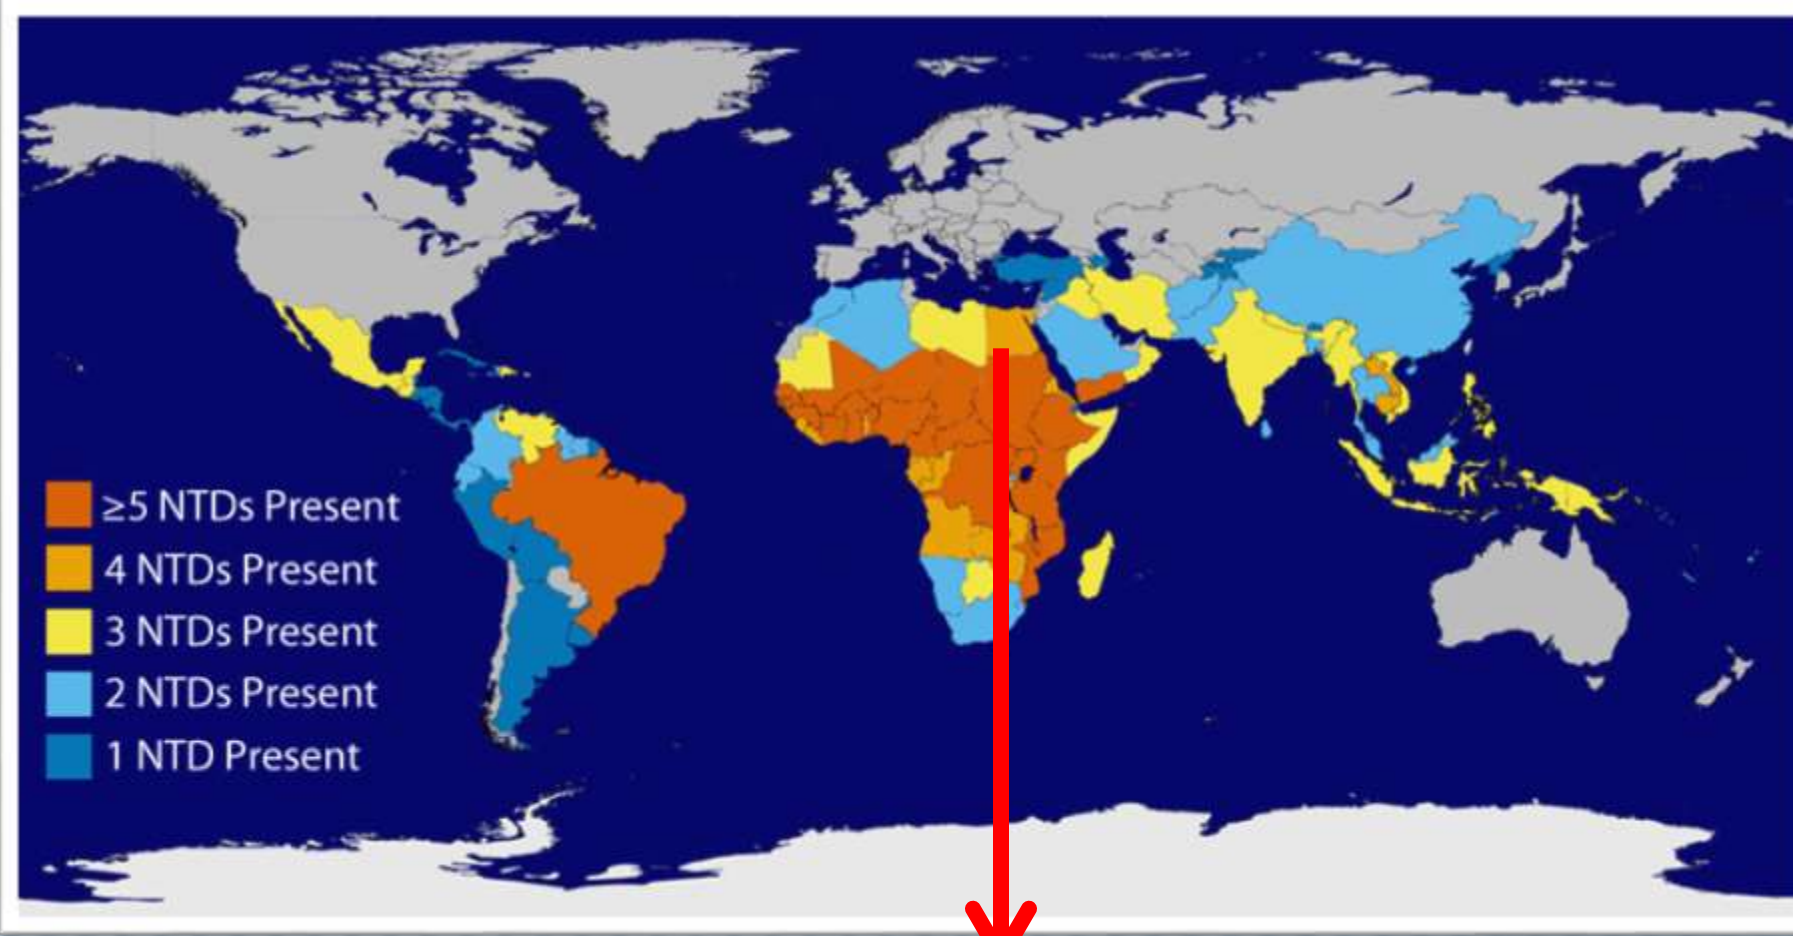 ≥5 NTDs Present
4 NTDs Present
3 NTDs Present
2 NTDs Present
1 NTD Present